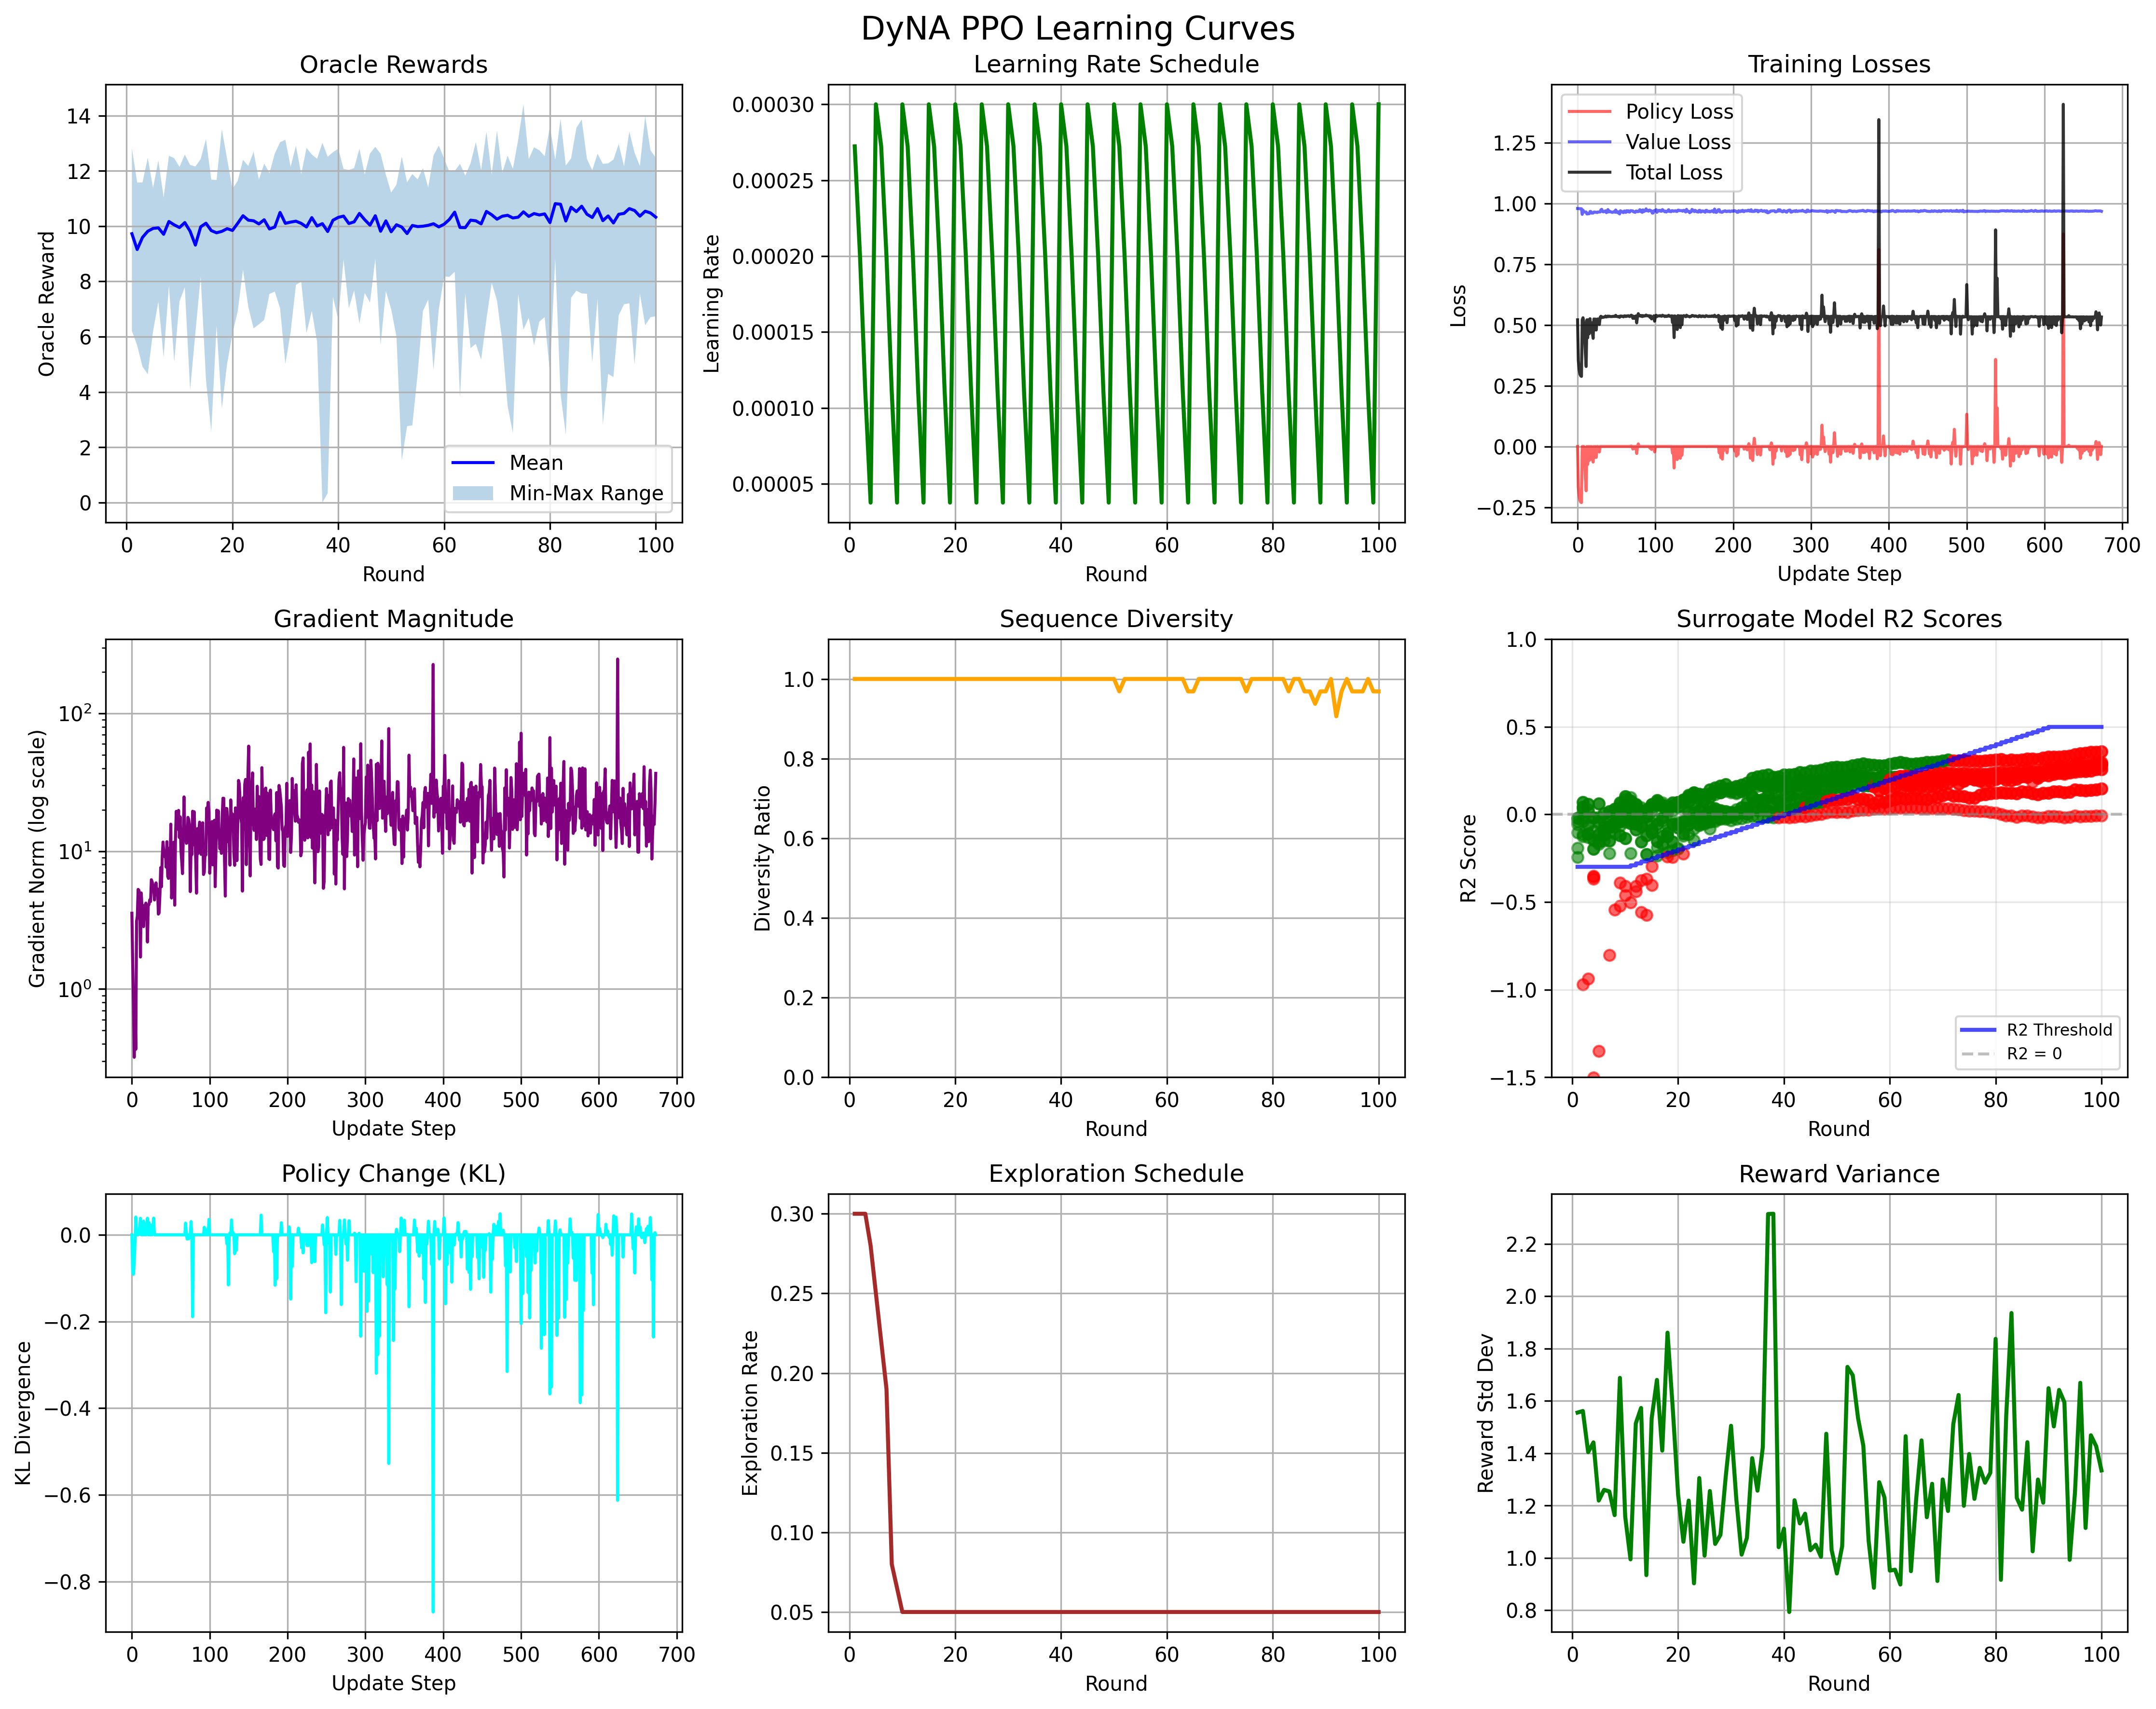 DyNA PPO Learning Curves
Oracle Rewards
14
12
10
8
6
4
2
0
Oracle Reward
Mean
Min-Max Range
0 20 40 60 80 100
Round
Learning Rate Schedule
0.00030
0.00025
0.00020
0.00015
0.00010
0.00005
Learning Rate
0 20 40 60 80 100
Round
Training Losses
Policy Loss
Value Loss
Total Loss
1.25
1.00
0.75
0.50
0.25
0.00
−0.25
Loss
0 100 200 300 400 500 600 700
Update Step
Gradient Magnitude
10²
10¹
10⁰
Gradient Norm (log scale)
0 100 200 300 400 500 600 700
Update Step
Sequence Diversity
1.0
0.8
0.6
0.4
0.2
0.0
Diversity Ratio
0 20 40 60 80 100
Round
Surrogate Model R2 Scores
1.0
0.5
0.0
−0.5
−1.0
−1.5
R2 Score
R2 Threshold
R2 = 0
0 20 40 60 80 100
Round
Policy Change (KL)
0.0
−0.2
−0.4
−0.6
−0.8
KL Divergence
0 100 200 300 400 500 600 700
Update Step
Exploration Schedule
0.30
0.25
0.20
0.15
0.10
0.05
Exploration Rate
0 20 40 60 80 100
Round
Reward Variance
2.2
2.0
1.8
1.6
1.4
1.2
1.0
0.8
Reward Std Dev
0 20 40 60 80 100
Round